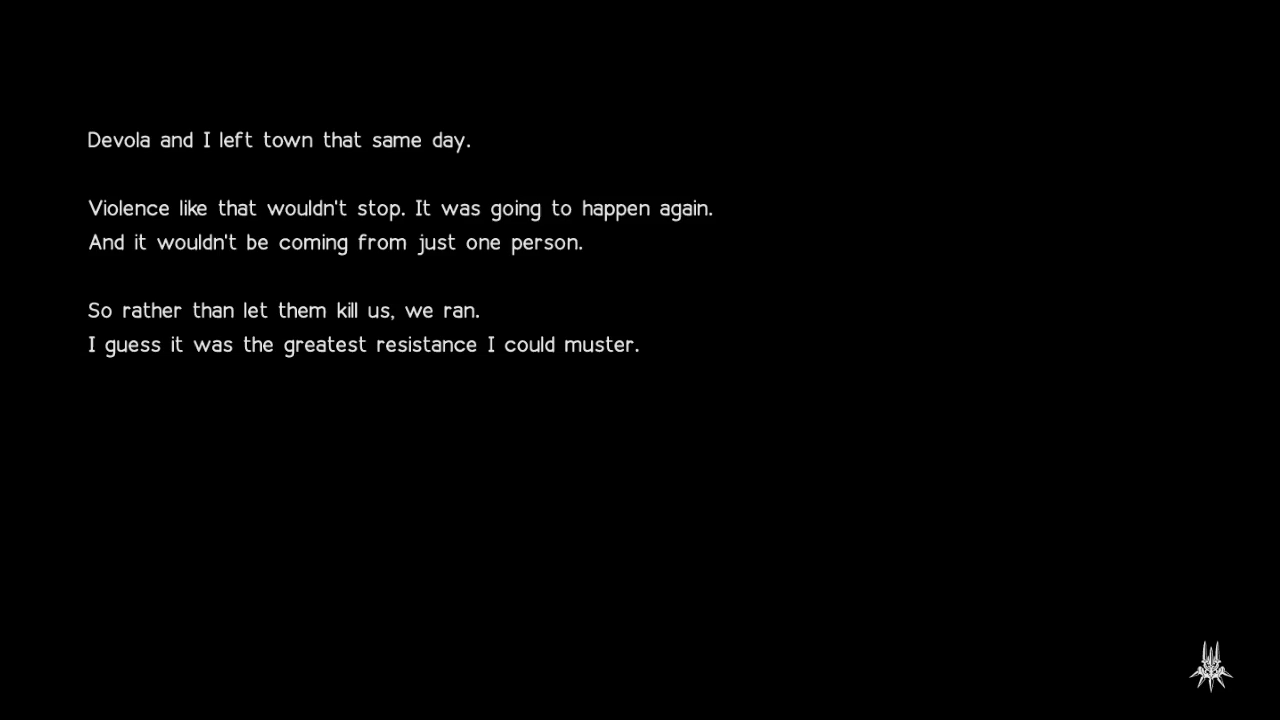 Devola and I left town that same day.
Violence like that wouldn't stop. It was going to happen again.
And it wouldn't be coming from just one person.
So rather than let them kill us, we ran.
I guess it was the greatest resistance I could muster.